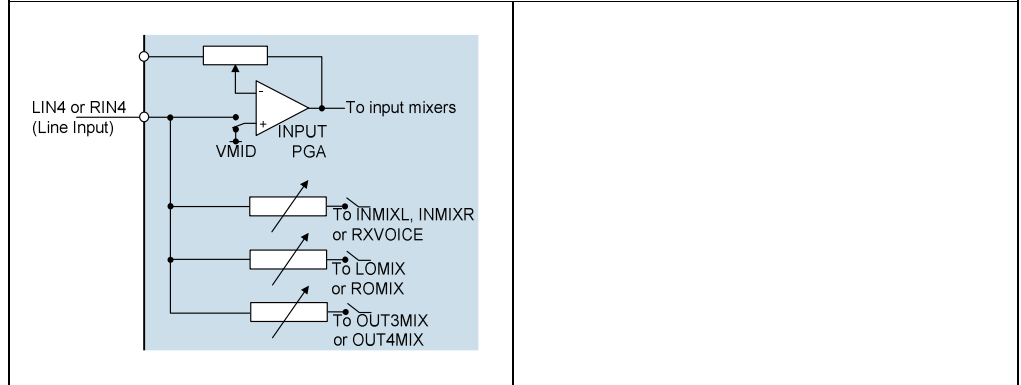 LIN4 or RIN4
(Line Input)
-
+
To input mixers
INPUT
PGA
VMID
To INMIXL, INMIXR
or RXVOICE
To LOMIX
or ROMIX
To OUT3MIX
or OUT4MIX